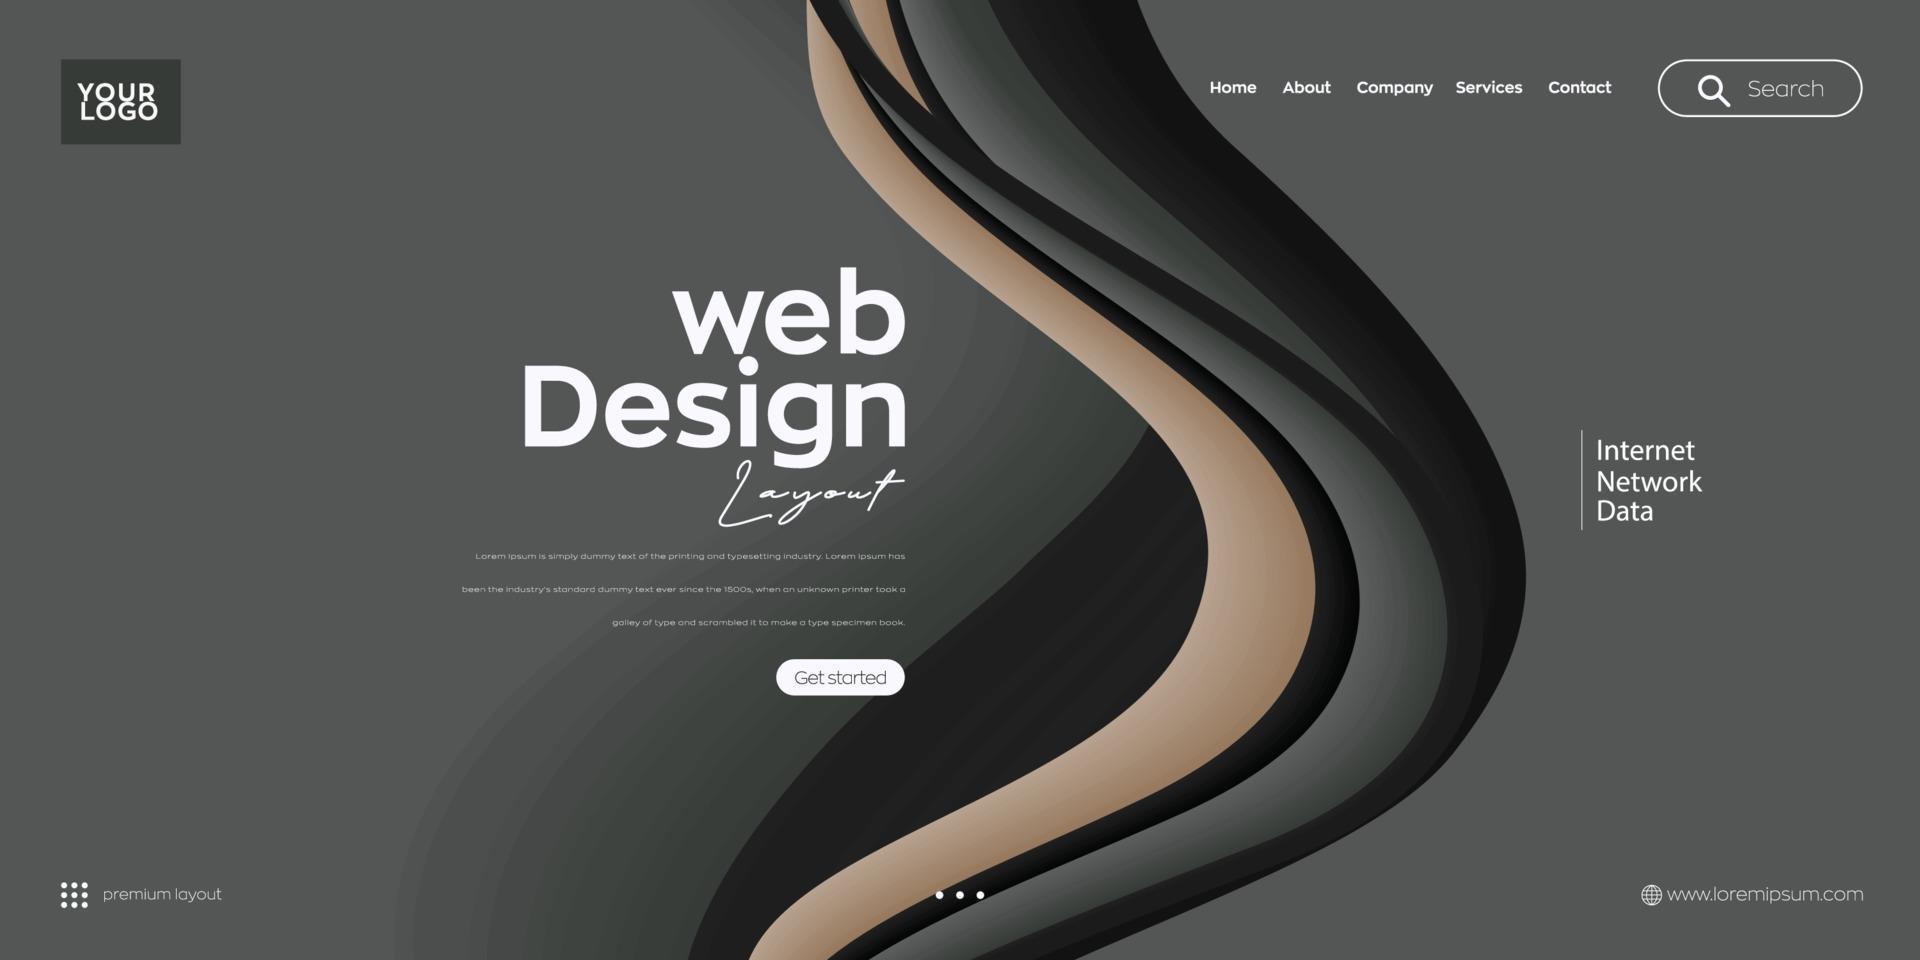 YOUR
LOGO
Home About Company Services Contact
Search
web
Design
Layout
Lorem Ipsum is simply dummy text of the printing and typesetting industry. Lorem Ipsum has
been the industry's standard dummy text ever since the 1500s, when an unknown printer took a
galley of type and scrambled it to make a type specimen book.
Get started
Internet
Network
Data
premium layout
www.loremipsum.com